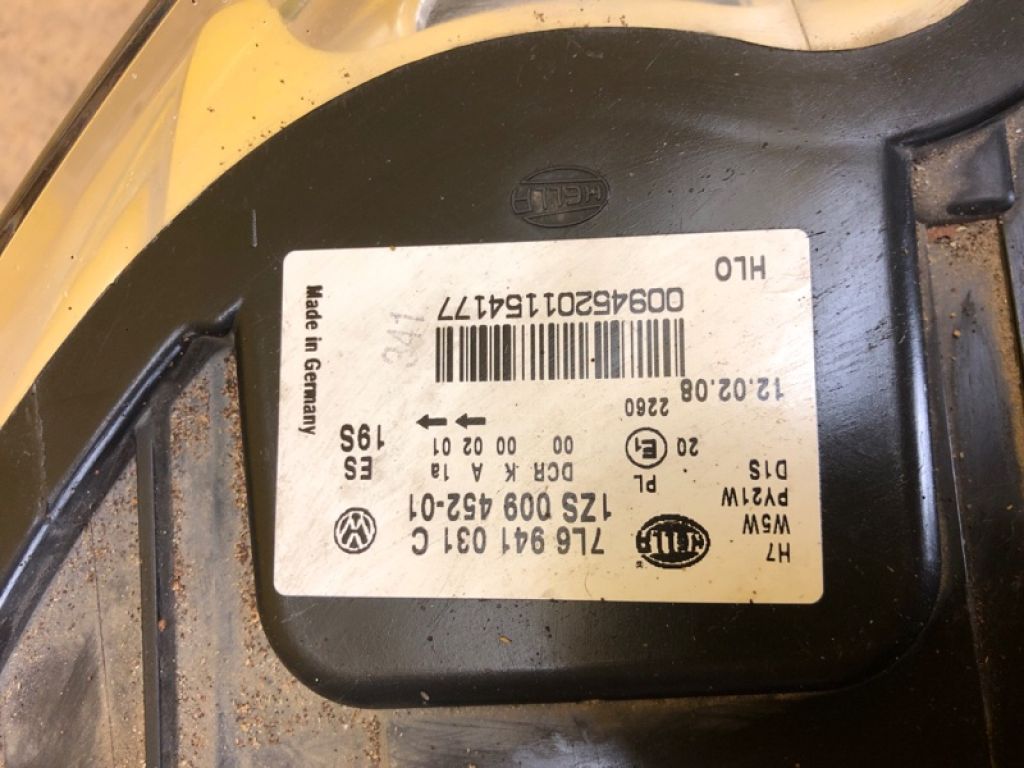 7L6 941 031 C
1ZS 009 452-01
HELLA
H7
W5W
PY21W
D1S
DCR K A 1a
00 00 02 01
PL
E1
20
2260
ES
19S
12.02.08
00945201154177
341
HLO
Made in Germany
HELLA